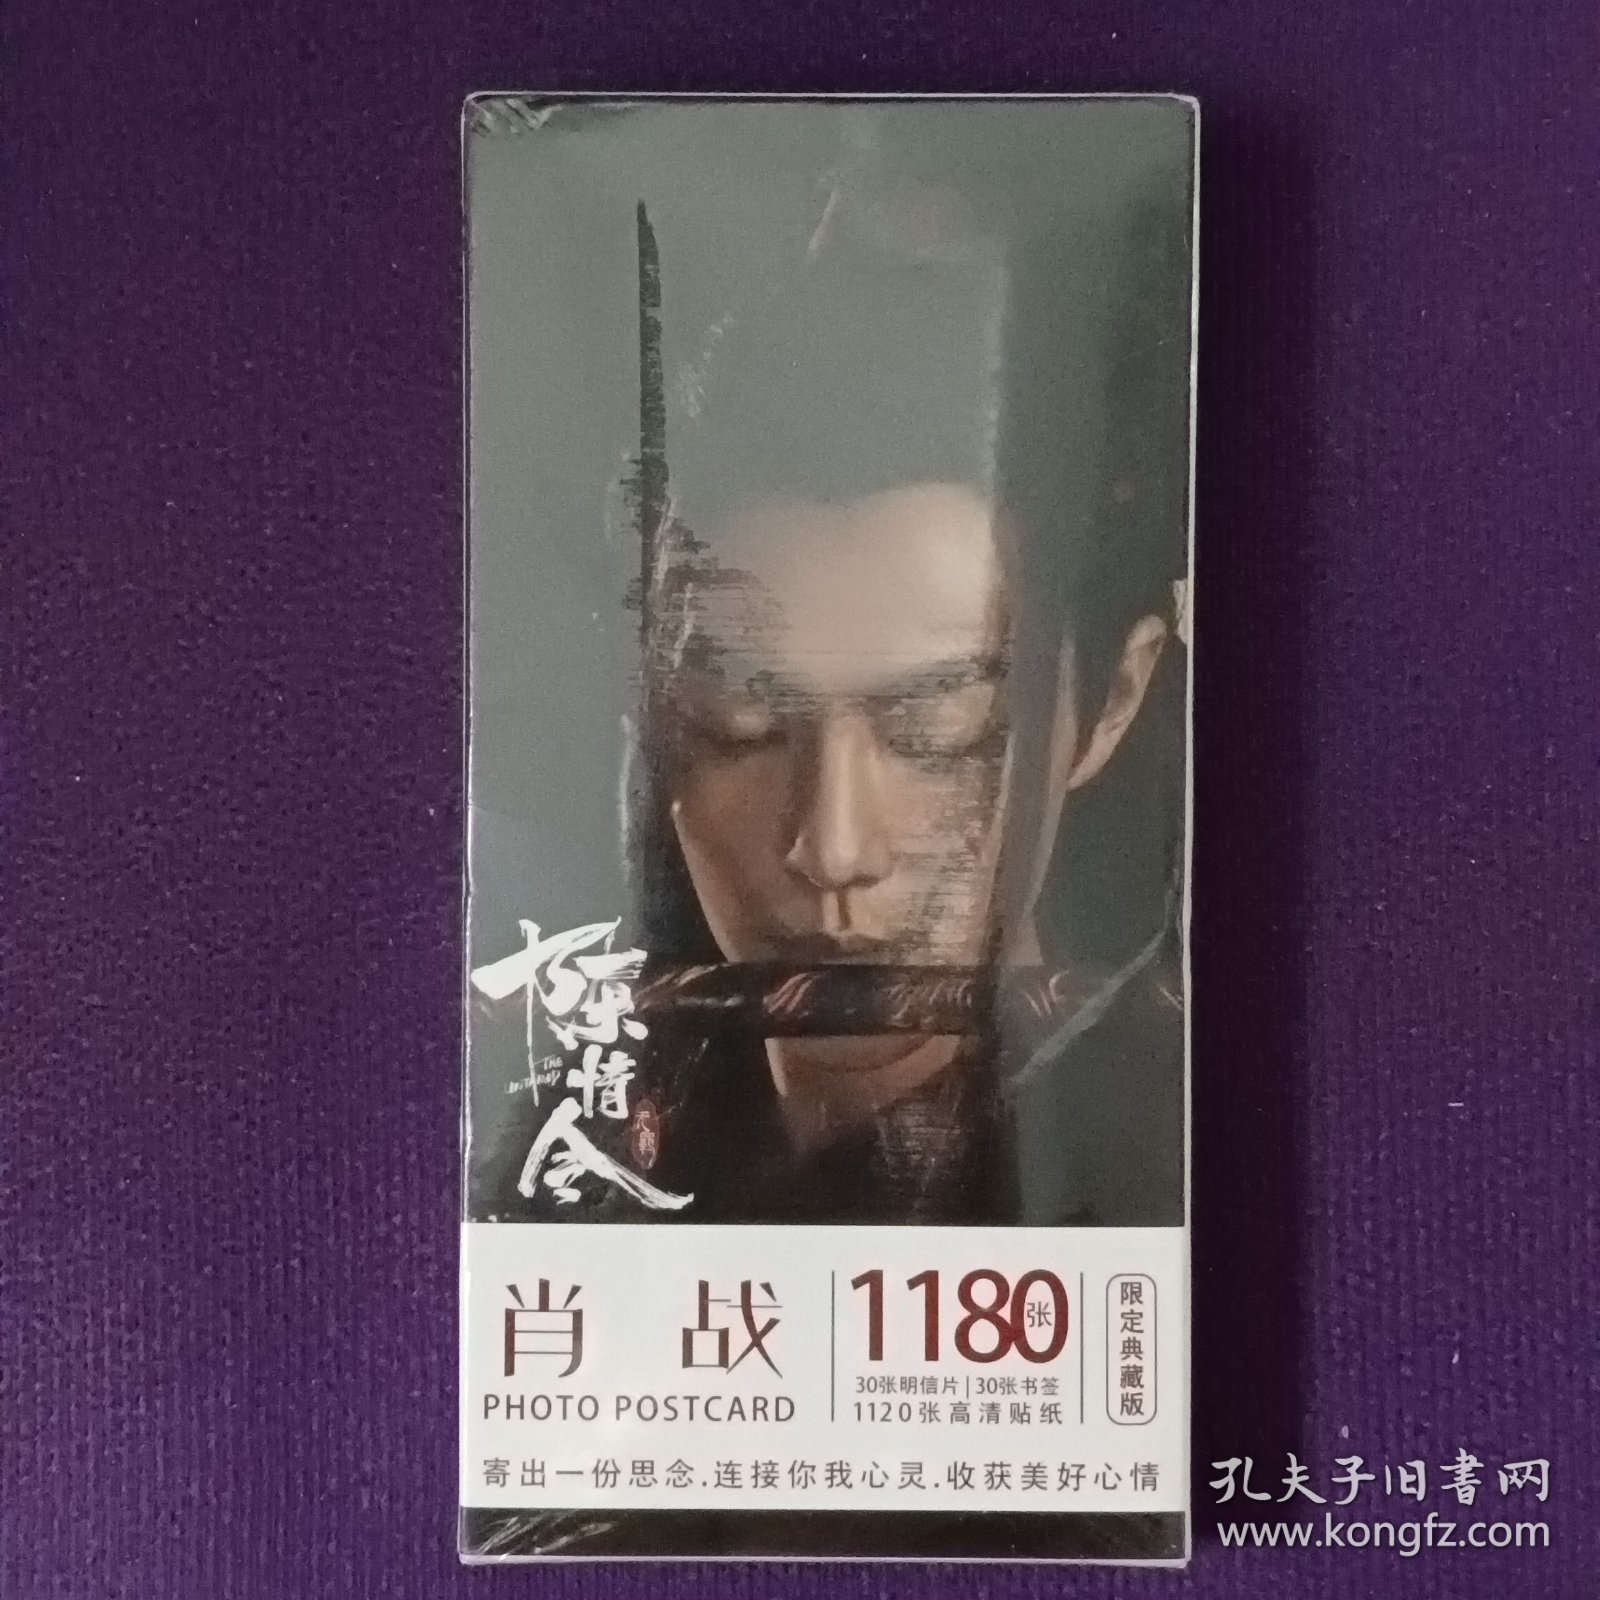 陈情令
THE
UNTAMED
肖战
PHOTO POSTCARD
1180张
30张明信片|30张书签
1120张高清贴纸
限定典藏版
寄出一份思念.连接你我心灵.收获美好心情
孔夫子旧書网
www.kongfz.com